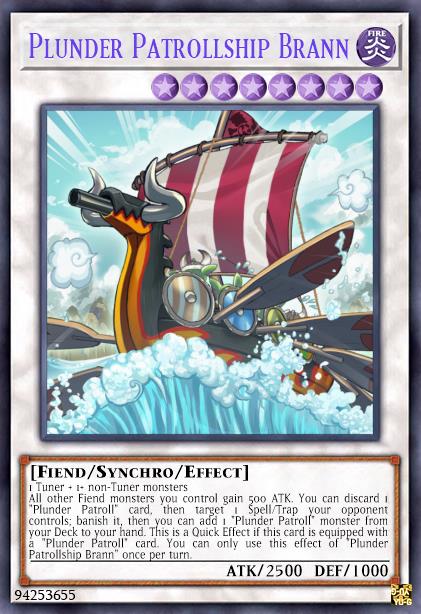 PLUNDER PATROLLSHIP BRANN
FIRE
炎
[FIEND/SYNCHRO/EFFECT]
1 Tuner + 1+ non-Tuner monsters
All other Fiend monsters you control gain 500 ATK. You can discard 1
"Plunder Patroll" card, then target 1 Spell/Trap your opponent
controls; banish it, then you can add 1 "Plunder Patroll" monster from
your Deck to your hand. This is a Quick Effect if this card is equipped
with a "Plunder Patroll" card. You can only use this effect of "Plunder
Patrollship Brann" once per turn.
ATK/2500 DEF/1000
94253655